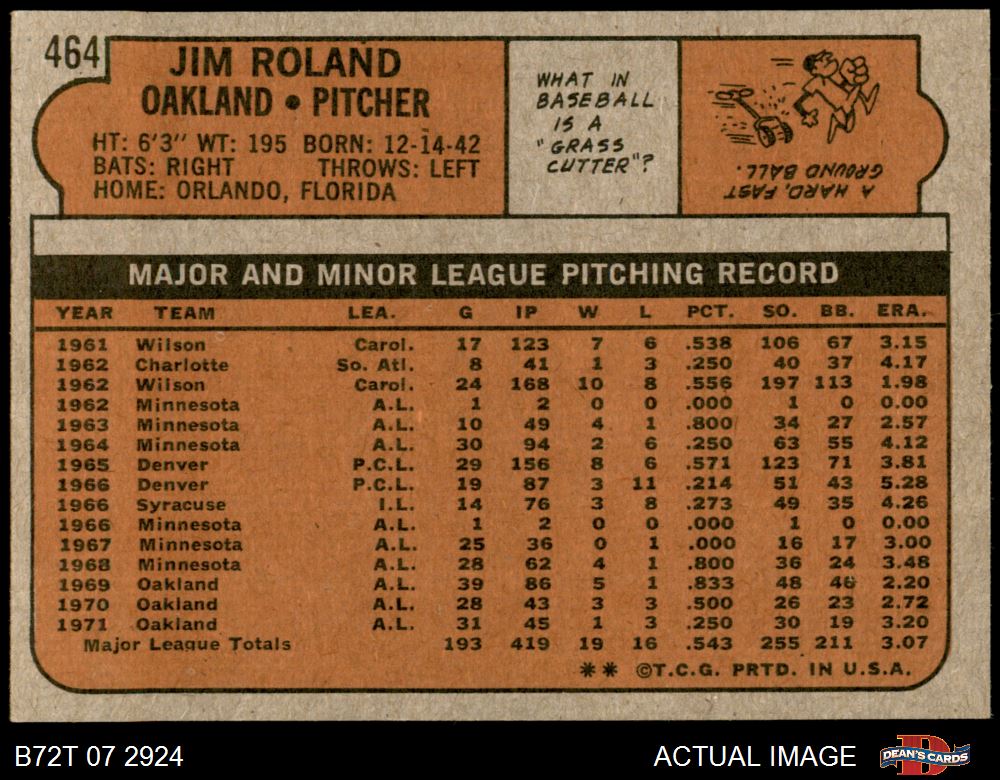 464
JIM ROLAND
OAKLAND • PITCHER
HT: 6'3" WT: 195 BORN: 12-14-42
BATS: RIGHT THROWS: LEFT
HOME: ORLANDO, FLORIDA
WHAT IN
BASEBALL
IS A
"GRASS
CUTTER"?
A HARD, FAST
GROUND BALL.
MAJOR AND MINOR LEAGUE PITCHING RECORD
YEAR TEAM LEA. G IP W L PCT. SO. BB. ERA.
1961 Wilson Carol. 17 123 7 6 .538 106 67 3.15
1962 Charlotte So. Atl. 8 41 1 3 .250 40 37 4.17
1962 Wilson Carol. 24 168 10 8 .556 197 113 1.98
1962 Minnesota A.L. 1 2 0 0 .000 1 0 0.00
1963 Minnesota A.L. 10 49 4 1 .800 34 27 2.57
1964 Minnesota A.L. 30 94 2 6 .250 63 55 4.12
1965 Denver P.C.L. 29 156 8 6 .571 123 71 3.81
1966 Denver P.C.L. 19 87 3 11 .214 51 43 5.28
1966 Syracuse I.L. 14 76 3 8 .273 49 35 4.26
1966 Minnesota A.L. 1 2 0 0 .000 1 0 0.00
1967 Minnesota A.L. 25 36 0 1 .000 16 17 3.00
1968 Minnesota A.L. 28 62 4 1 .800 36 24 3.48
1969 Oakland A.L. 39 86 5 1 .833 48 46 2.20
1970 Oakland A.L. 28 43 3 3 .500 26 23 2.72
1971 Oakland A.L. 31 45 1 3 .250 30 19 3.20
Major League Totals 193 419 19 16 .543 255 211 3.07
** ©T.C.G. PRTD. IN U.S.A.
B72T 07 2924 ACTUAL IMAGE DEAN'S CARDS